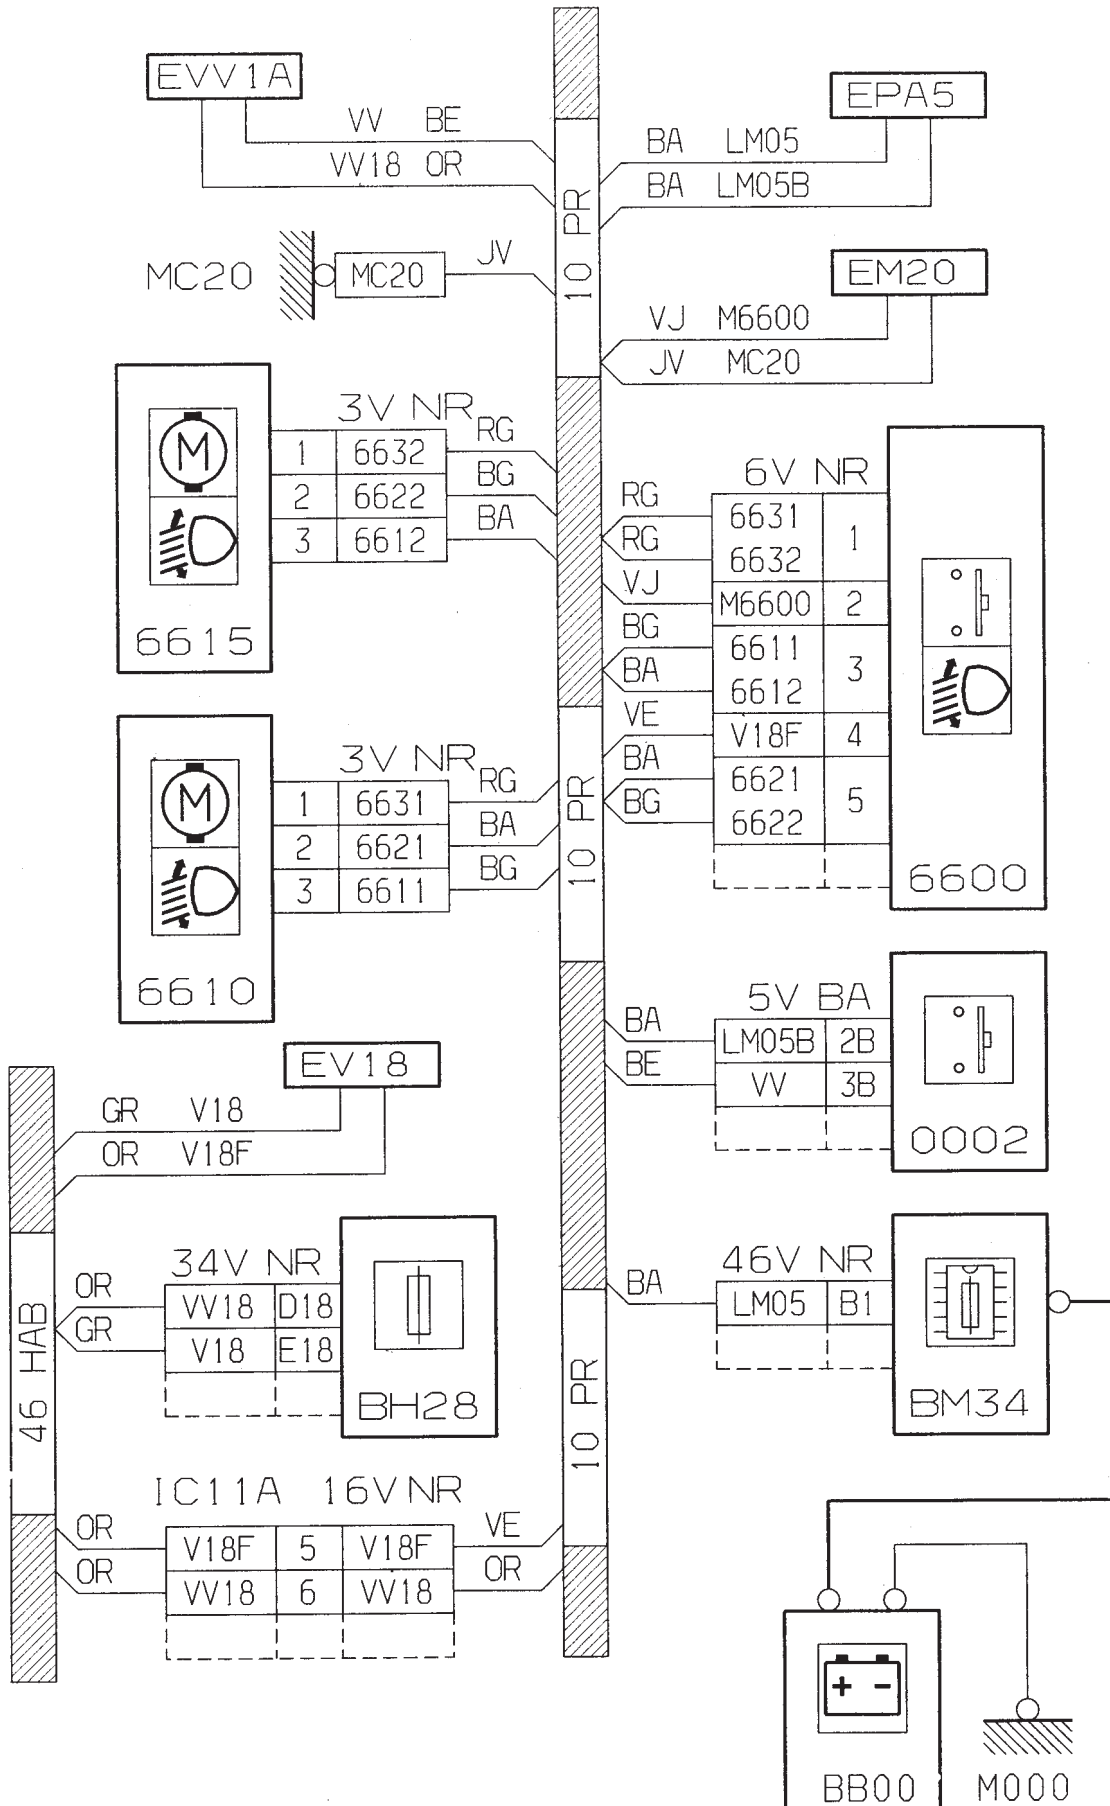 EVV1A
VV BE
VV18 OR
EPA5
BA LM05
BA LM05B
10 PR
MC20
MC20
JV
EM20
VJ M6600
JV MC20
3V NR
1 6632 RG
2 6622 BG
3 6612 BA
6615
6V NR
RG 6631
RG 6632
1
VJ M6600 2
BG 6611
BA 6612
3
VE V18F 4
BA 6621
BG 6622
5
6600
3V NR
1 6631 RG
2 6621 BA
3 6611 BG
6610
10 PR
5V BA
BA LM05B 2B
BE VV 3B
0002
EV18
GR V18
OR V18F
34V NR
OR VV18 D18
GR V18 E18
BH28
46 HAB
46V NR
BA LM05 B1
BM34
10 PR
IC11A 16V NR
OR V18F 5 V18F VE
OR VV18 6 VV18 OR
BB00
M000